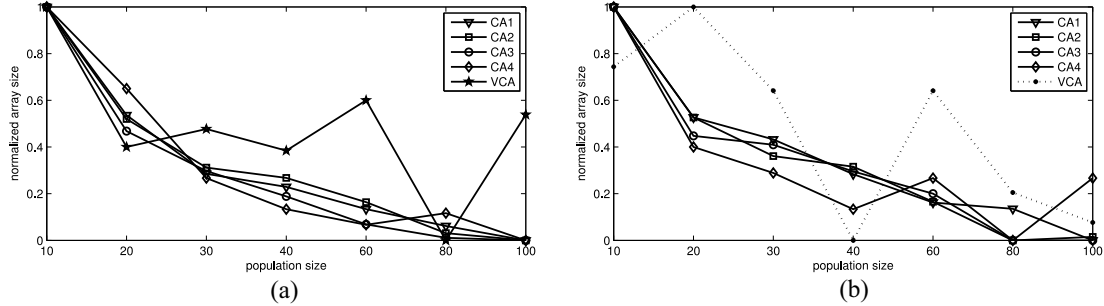 1
0.8
0.6
0.4
0.2
0
normalized array size
10 20 30 40 60 80 100
population size
CA1
CA2
CA3
CA4
VCA
(a)
1
0.8
0.6
0.4
0.2
0
normalized array size
10 20 30 40 60 80 100
population size
CA1
CA2
CA3
CA4
VCA
(b)